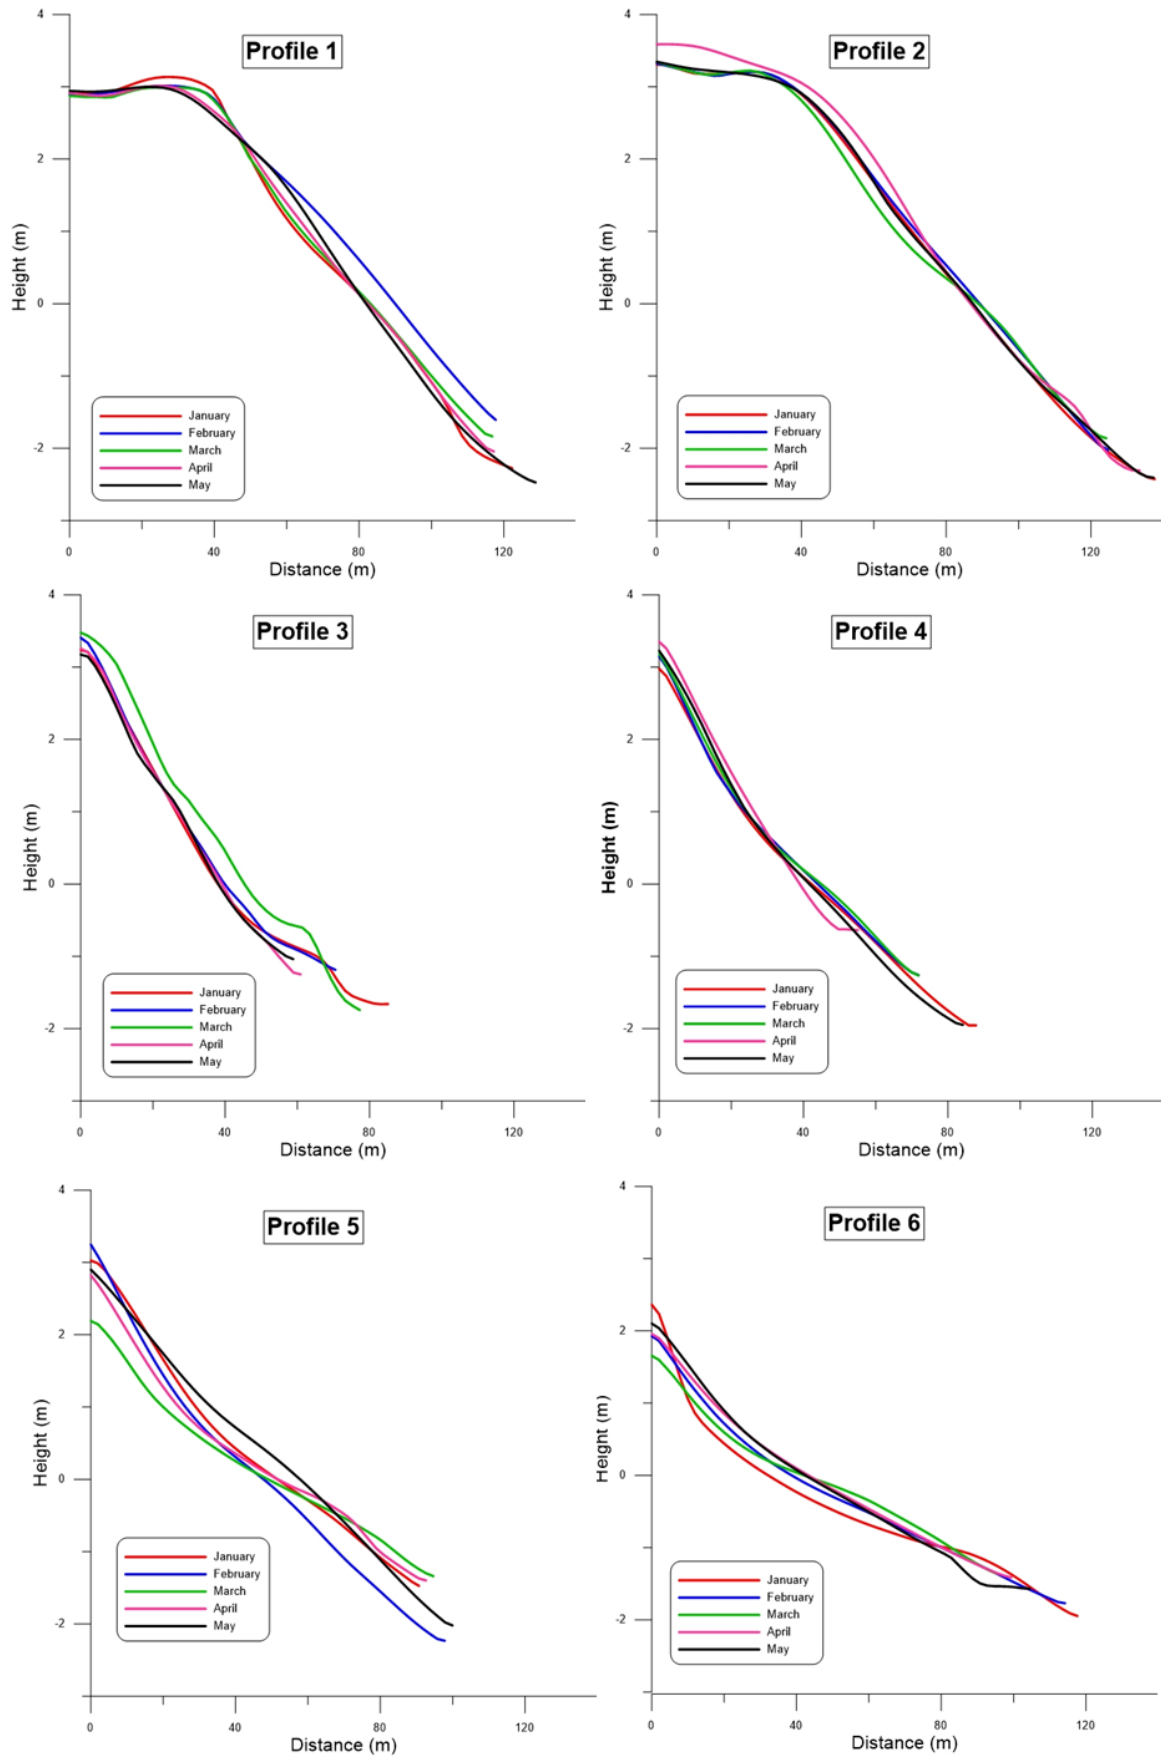 Profile 1
4
2
0
-2
Height (m)
January
February
March
April
May
0 40 80 120
Distance (m)
Profile 2
4
2
0
-2
Height (m)
January
February
March
April
May
0 40 80 120
Distance (m)
Profile 3
4
2
0
-2
Height (m)
January
February
March
April
May
0 40 80 120
Distance (m)
Profile 4
4
2
0
-2
Height (m)
January
February
March
April
May
0 40 80 120
Distance (m)
Profile 5
4
2
0
-2
Height (m)
January
February
March
April
May
0 40 80 120
Distance (m)
Profile 6
4
2
0
-2
Height (m)
January
February
March
April
May
0 40 80 120
Distance (m)